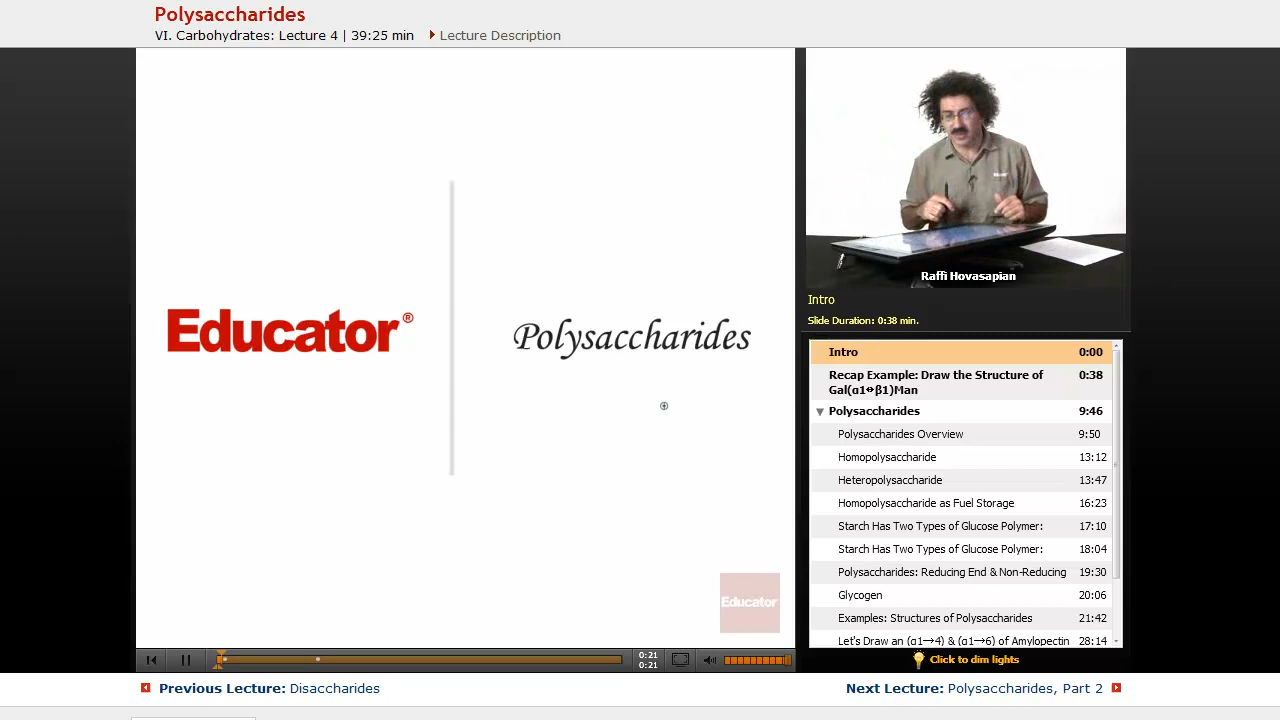 Polysaccharides
VI. Carbohydrates: Lecture 4 | 39:25 min
Lecture Description
Educator®
Polysaccharides
Educator
Raffi Hovasapian
Intro
Slide Duration: 0:38 min.
Intro 0:00
Recap Example: Draw the Structure of 0:38
Gal(α1↔β1)Man
Polysaccharides 9:46
Polysaccharides Overview 9:50
Homopolysaccharide 13:12
Heteropolysaccharide 13:47
Homopolysaccharide as Fuel Storage 16:23
Starch Has Two Types of Glucose Polymer: 17:10
Starch Has Two Types of Glucose Polymer: 18:04
Polysaccharides: Reducing End & Non-Reducing 19:30
Glycogen 20:06
Examples: Structures of Polysaccharides 21:42
Let's Draw an (α1→4) & (α1→6) of Amylopectin 28:14
0:21
0:21
Click to dim lights
Previous Lecture: Disaccharides
Next Lecture: Polysaccharides, Part 2